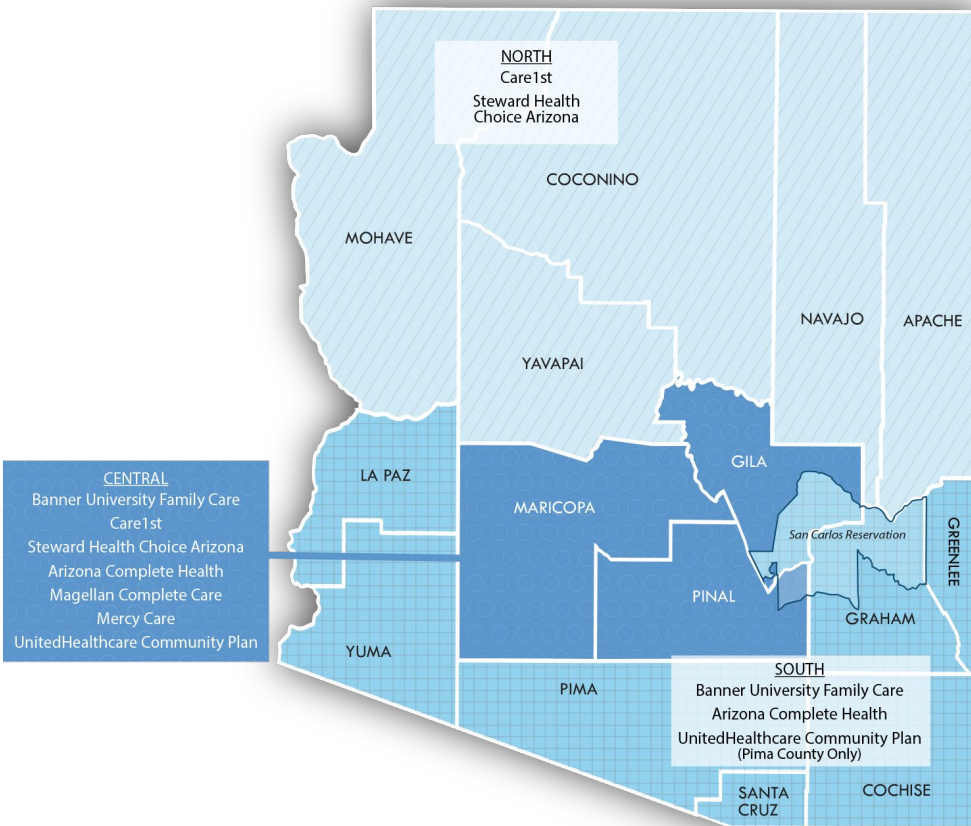 NORTH
Care1st
Steward Health
Choice Arizona
COCONINO
MOHAVE
NAVAJO
APACHE
YAVAPAI
GILA
LA PAZ
MARICOPA
CENTRAL
Banner University Family Care
Care1st
Steward Health Choice Arizona
Arizona Complete Health
Magellan Complete Care
Mercy Care
UnitedHealthcare Community Plan
San Carlos Reservation
GREENLEE
PINAL
GRAHAM
YUMA
PIMA
SOUTH
Banner University Family Care
Arizona Complete Health
UnitedHealthcare Community Plan
(Pima County Only)
SANTA
CRUZ
COCHISE